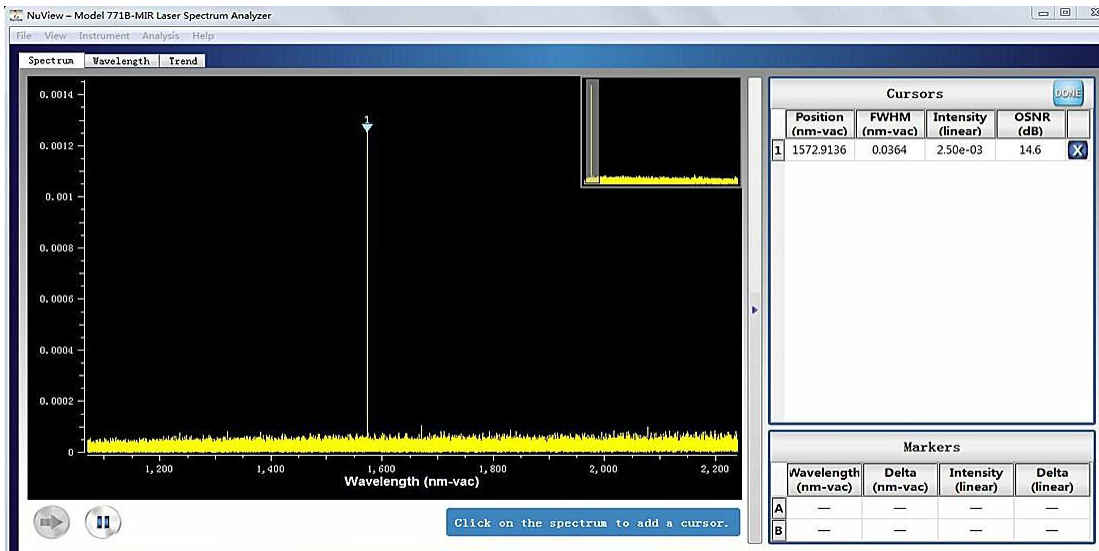 NuView – Model 771B-MIR Laser Spectrum Analyzer
File View Instrument Analysis Help
Spectrum Wavelength Trend
0.0014
0.0012
0.001
0.0008
0.0006
0.0004
0.0002
0
1
1,200 1,400 1,600 1,800 2,000 2,200
Wavelength (nm-vac)
Click on the spectrum to add a cursor.
Cursors DONE
Position (nm-vac) FWHM (nm-vac) Intensity (linear) OSNR (dB)
1 1572.9136 0.0364 2.50e-03 14.6 X
Markers
Wavelength (nm-vac) Delta (nm-vac) Intensity (linear) Delta (linear)
A — — — —
B — — — —